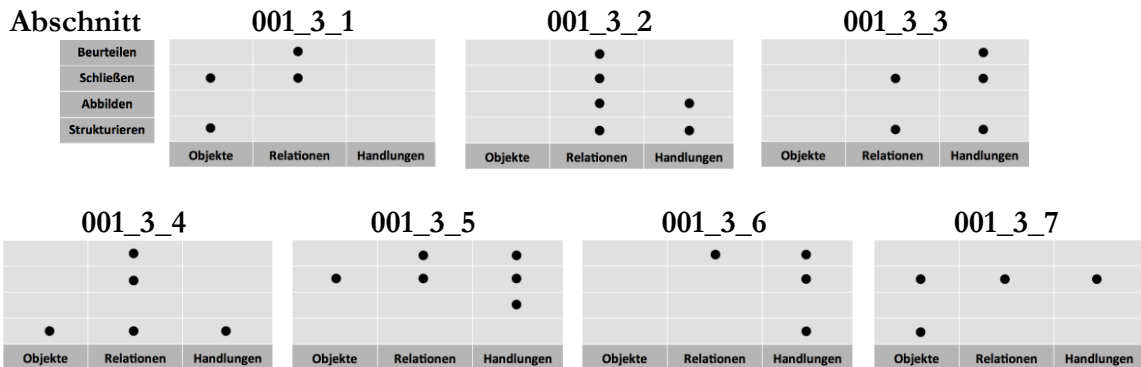 Abschnitt 001_3_1 001_3_2 001_3_3
Beurteilen
Schließen
Abbilden
Strukturieren
Objekte Relationen Handlungen Objekte Relationen Handlungen Objekte Relationen Handlungen
001_3_4 001_3_5 001_3_6 001_3_7
Objekte Relationen Handlungen Objekte Relationen Handlungen Objekte Relationen Handlungen Objekte Relationen Handlungen